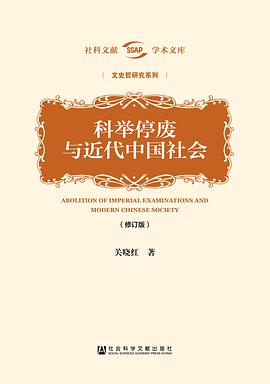 社科文献 SSAP 学术文库
文史哲研究系列
科举停废
与近代中国社会
ABOLITION OF IMPERIAL EXAMINATIONS AND
MODERN CHINESE SOCIETY
（修订版）
关晓红 著
社会科学文献出版社
SOCIAL SCIENCES ACADEMIC PRESS (CHINA)